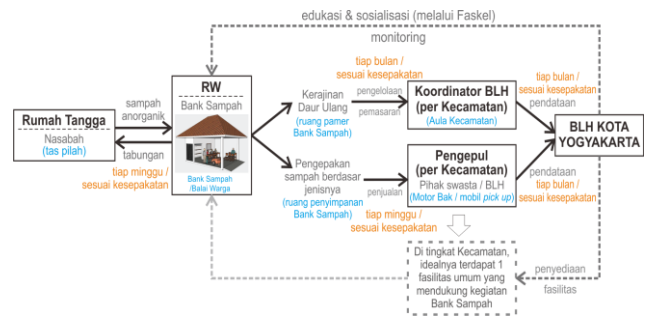 edukasi & sosialisasi (melalui Faskel)
monitoring
Rumah Tangga
Nasabah
(tas pilah)
sampah
anorganik
tabungan
tiap minggu /
sesuai kesepakatan
RW
Bank Sampah
Bank Sampah
/Balai Warga
Kerajinan
Daur Ulang
(ruang pamer
Bank Sampah)
Pengepakan
sampah berdasar
jenisnya
(ruang penyimpanan
Bank Sampah)
tiap bulan /
sesuai kesepakatan
pengelolaan
pemasaran
penjualan
tiap minggu /
sesuai kesepakatan
Koordinator BLH
(per Kecamatan)
(Aula Kecamatan)
Pengepul
(per Kecamatan)
Pihak swasta / BLH
(Motor Bak / mobil pick up)
tiap bulan /
sesuai kesepakatan
pendataan
BLH KOTA
YOGYAKARTA
pendataan
tiap bulan /
sesuai kesepakatan
Di tingkat Kecamatan,
idealnya terdapat 1
fasilitas umum yang
mendukung kegiatan
Bank Sampah
penyediaan
fasilitas